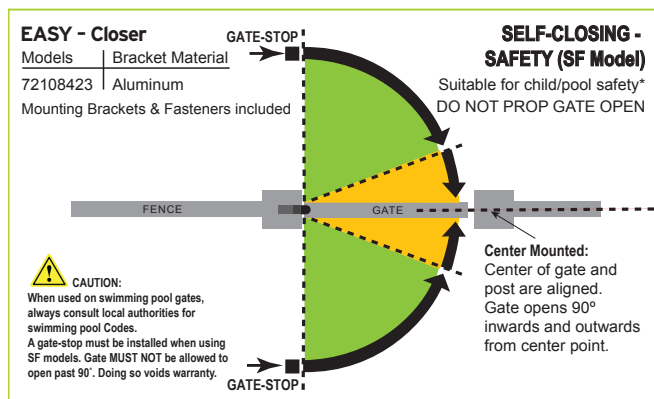 EASY - Closer
Models Bracket Material
72108423 Aluminum
Mounting Brackets & Fasteners included
GATE-STOP
SELF-CLOSING -
SAFETY (SF Model)
Suitable for child/pool safety*
DO NOT PROP GATE OPEN
FENCE
GATE
Center Mounted:
Center of gate and
post are aligned.
Gate opens 90º
inwards and outwards
from center point.
CAUTION:
When used on swimming pool gates,
always consult local authorities for
swimming pool Codes.
A gate-stop must be installed when using
SF models. Gate MUST NOT be allowed to
open past 90˚. Doing so voids warranty.
GATE-STOP